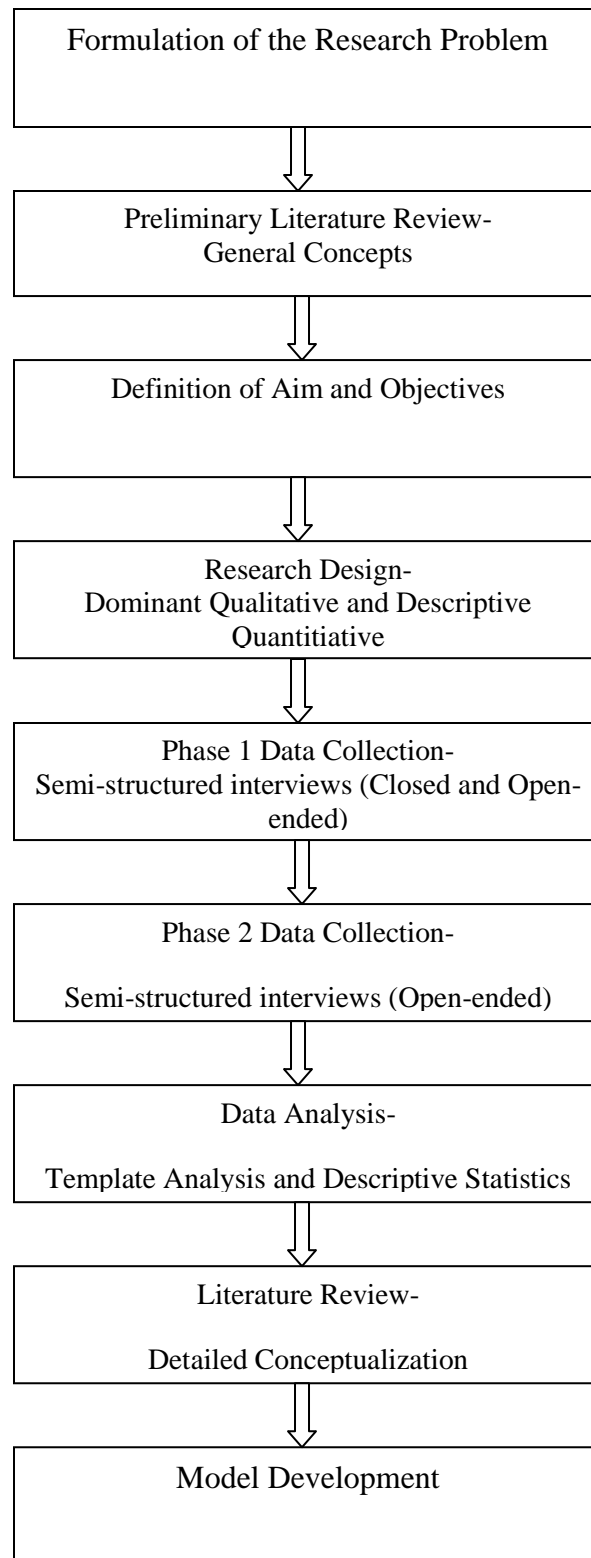 Formulation of the Research Problem
Preliminary Literature Review-
General Concepts
Definition of Aim and Objectives
Research Design-
Dominant Qualitative and Descriptive
Quantitiative
Phase 1 Data Collection-
Semi-structured interviews (Closed and Open-
ended)
Phase 2 Data Collection-
Semi-structured interviews (Open-ended)
Data Analysis-
Template Analysis and Descriptive Statistics
Literature Review-
Detailed Conceptualization
Model Development